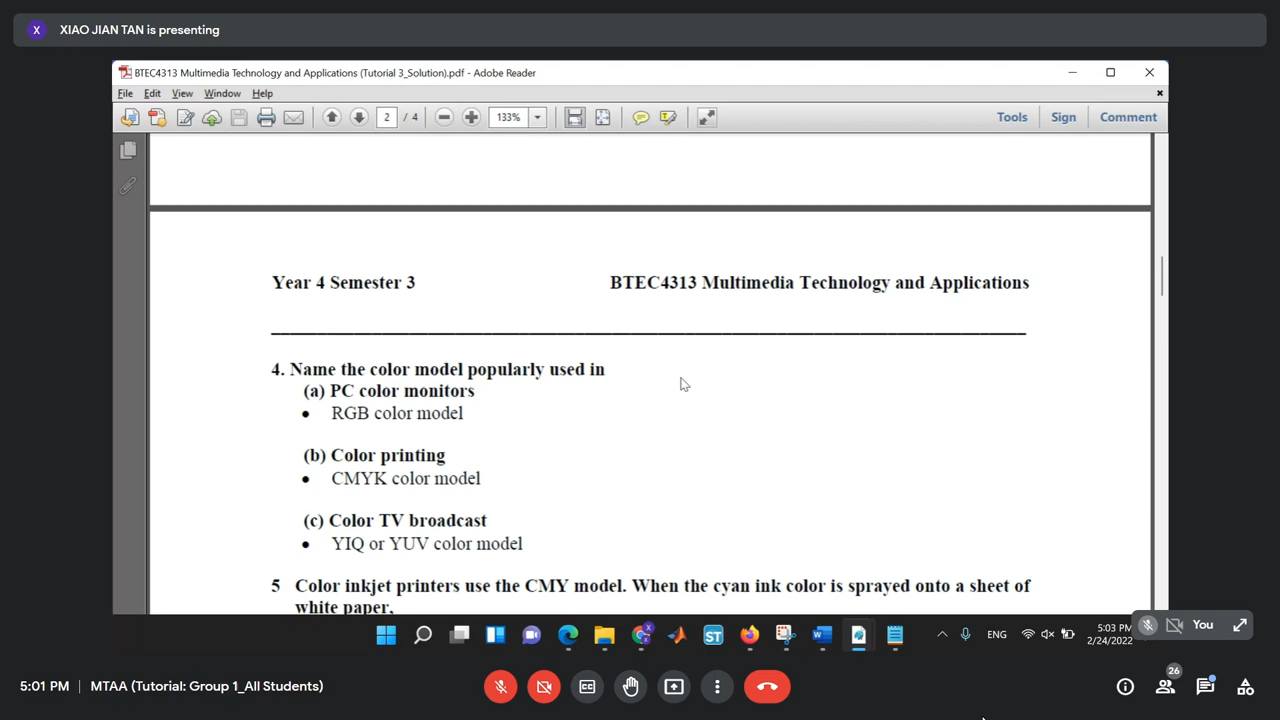 X XIAO JIAN TAN is presenting
BTEC4313 Multimedia Technology and Applications (Tutorial 3_Solution).pdf - Adobe Reader
File Edit View Window Help
2 / 4 133% Tools Sign Comment
Year 4 Semester 3 BTEC4313 Multimedia Technology and Applications
4. Name the color model popularly used in
(a) PC color monitors
• RGB color model
(b) Color printing
• CMYK color model
(c) Color TV broadcast
• YIQ or YUV color model
5 Color inkjet printers use the CMY model. When the cyan ink color is sprayed onto a sheet of
white paper,
ST ENG 5:03 PM
2/24/2022
You
26
5:01 PM | MTAA (Tutorial: Group 1_All Students)